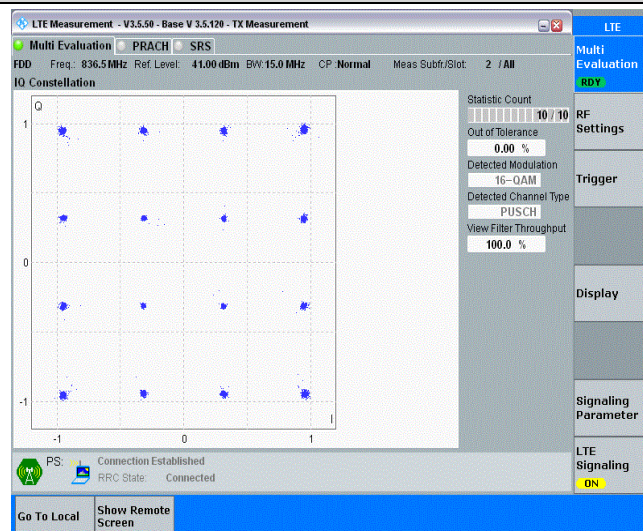 LTE Measurement - V3.5.50 - Base V 3.5.120 - TX Measurement
LTE
Multi Evaluation PRACH SRS
FDD Freq.: 836.5 MHz Ref. Level: 41.00 dBm BW: 15.0 MHz CP : Normal Meas Subfr./Slot: 2 / All
IQ Constellation
Q
1
0
-1
-1 0 1
I
Statistic Count
10 / 10
Out of Tolerance
0.00 %
Detected Modulation
16-QAM
Detected Channel Type
PUSCH
View Filter Throughput
100.0 %
Multi
Evaluation
RDY
RF
Settings
Trigger
Display
Signaling
Parameter
LTE
Signaling
ON
PS: Connection Established
RRC State: Connected
Go To Local
Show Remote
Screen